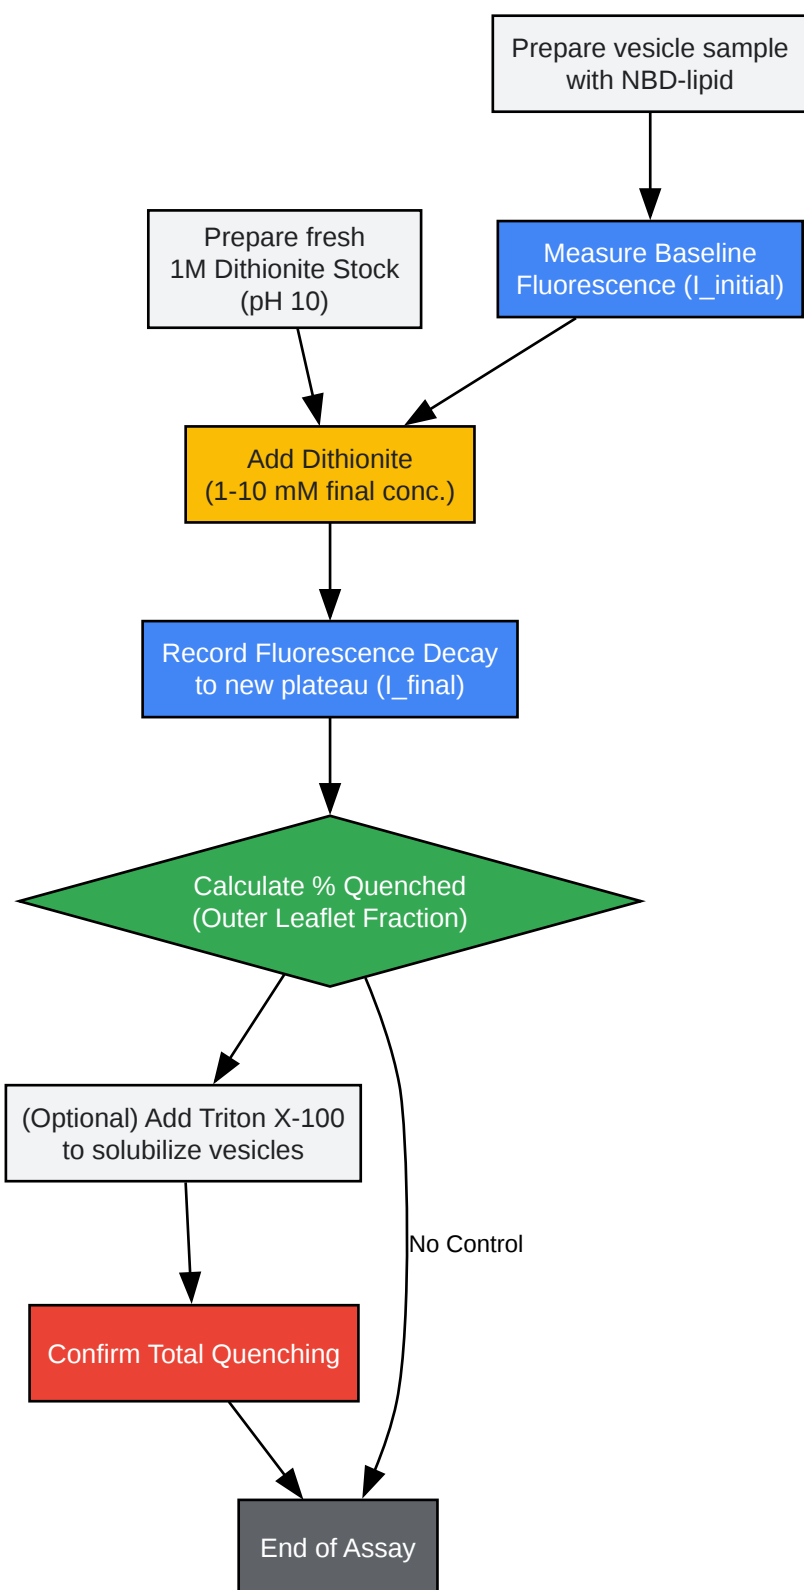 Prepare vesicle sample
with NBD-lipid
Prepare fresh
1M Dithionite Stock
(pH 10)
Measure Baseline
Fluorescence (I_initial)
Add Dithionite
(1-10 mM final conc.)
Record Fluorescence Decay
to new plateau (I_final)
Calculate % Quenched
(Outer Leaflet Fraction)
(Optional) Add Triton X-100
to solubilize vesicles
No Control
Confirm Total Quenching
End of Assay